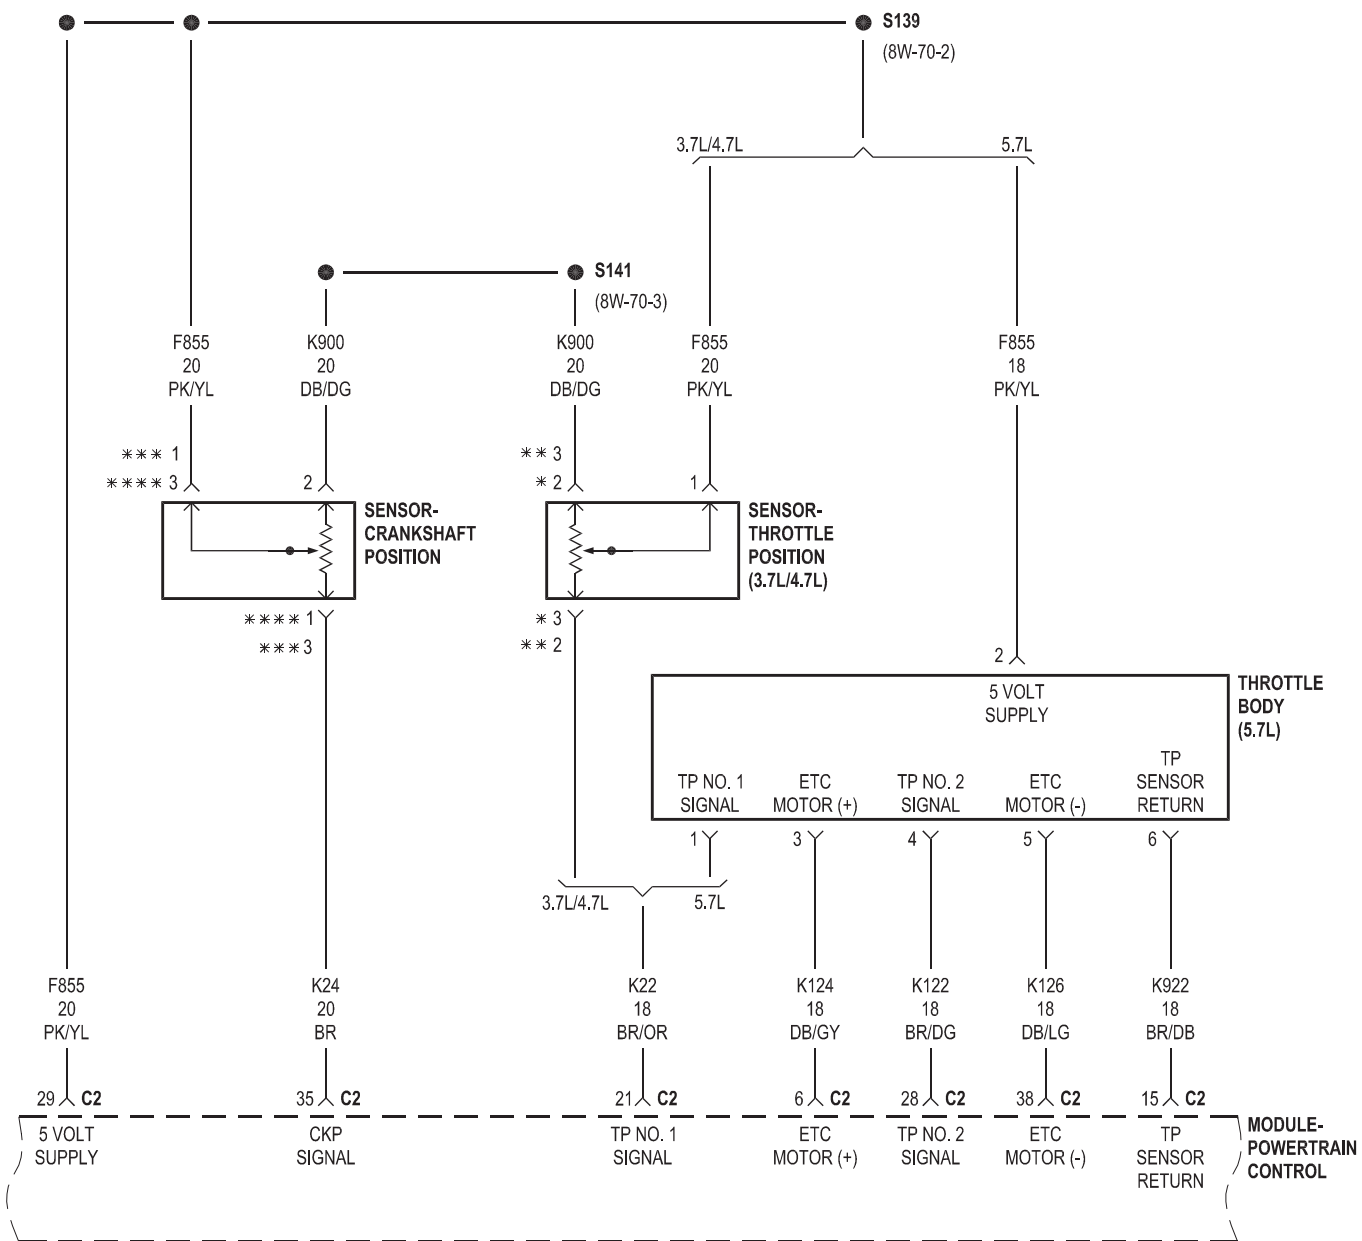 S139
(8W-70-2)
3.7L/4.7L
5.7L
S141
(8W-70-3)
F855
20
PK/YL
K900
20
DB/DG
K900
20
DB/DG
F855
20
PK/YL
F855
18
PK/YL
*** 1
**** 3
2
** 3
* 2
1
SENSOR-
CRANKSHAFT
POSITION
SENSOR-
THROTTLE
POSITION
(3.7L/4.7L)
**** 1
*** 3
* 3
** 2
2
5 VOLT
SUPPLY
THROTTLE
BODY
(5.7L)
TP NO. 1
SIGNAL
ETC
MOTOR (+)
TP NO. 2
SIGNAL
ETC
MOTOR (-)
TP
SENSOR
RETURN
1
3
4
5
6
3.7L/4.7L
5.7L
F855
20
PK/YL
K24
20
BR
K22
18
BR/OR
K124
18
DB/GY
K122
18
BR/DG
K126
18
DB/LG
K922
18
BR/DB
29 C2
35 C2
21 C2
6 C2
28 C2
38 C2
15 C2
5 VOLT
SUPPLY
CKP
SIGNAL
TP NO. 1
SIGNAL
ETC
MOTOR (+)
TP NO. 2
SIGNAL
ETC
MOTOR (-)
TP
SENSOR
RETURN
MODULE-
POWERTRAIN
CONTROL